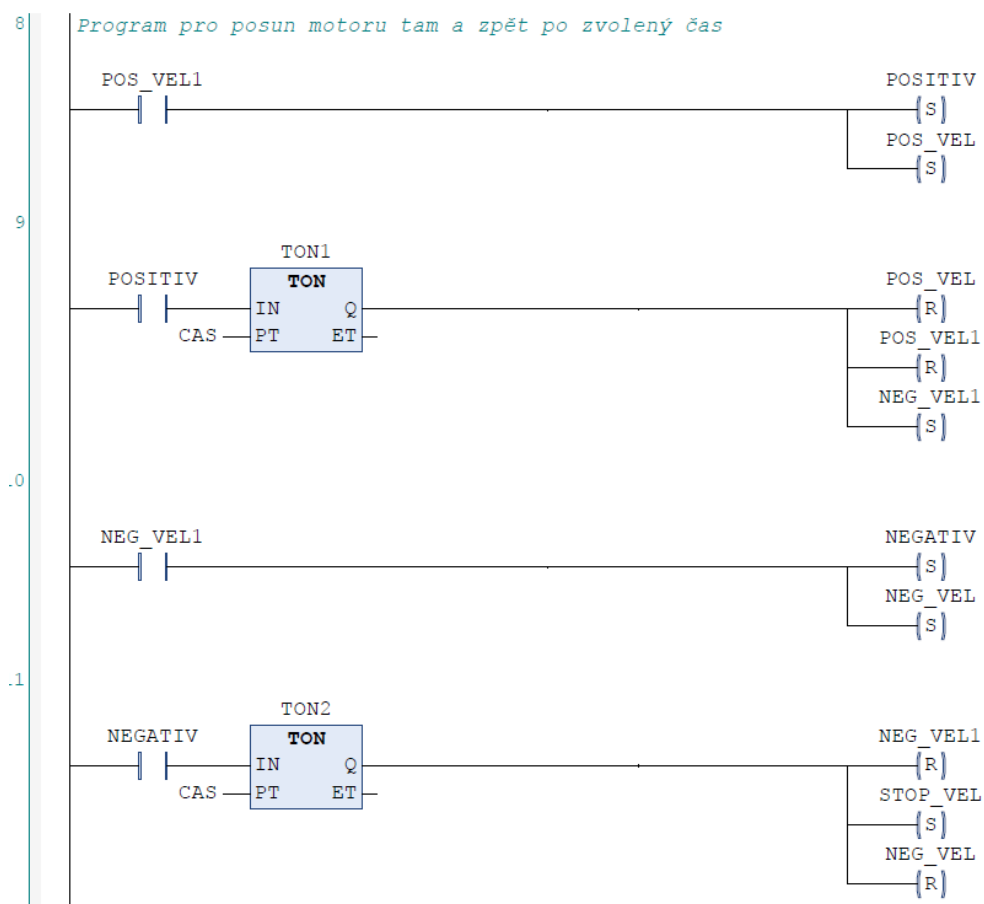 8 Program pro posun motoru tam a zpět po zvolený čas
POS_VEL1 POSITIV
S
POS_VEL
S
9
TON1
POSITIV TON POS_VEL
IN Q R
CAS PT ET POS_VEL1
R
NEG_VEL1
S
.0
NEG_VEL1 NEGATIV
S
NEG_VEL
S
.1
TON2
NEGATIV TON NEG_VEL1
IN Q R
CAS PT ET STOP_VEL
S
NEG_VEL
R